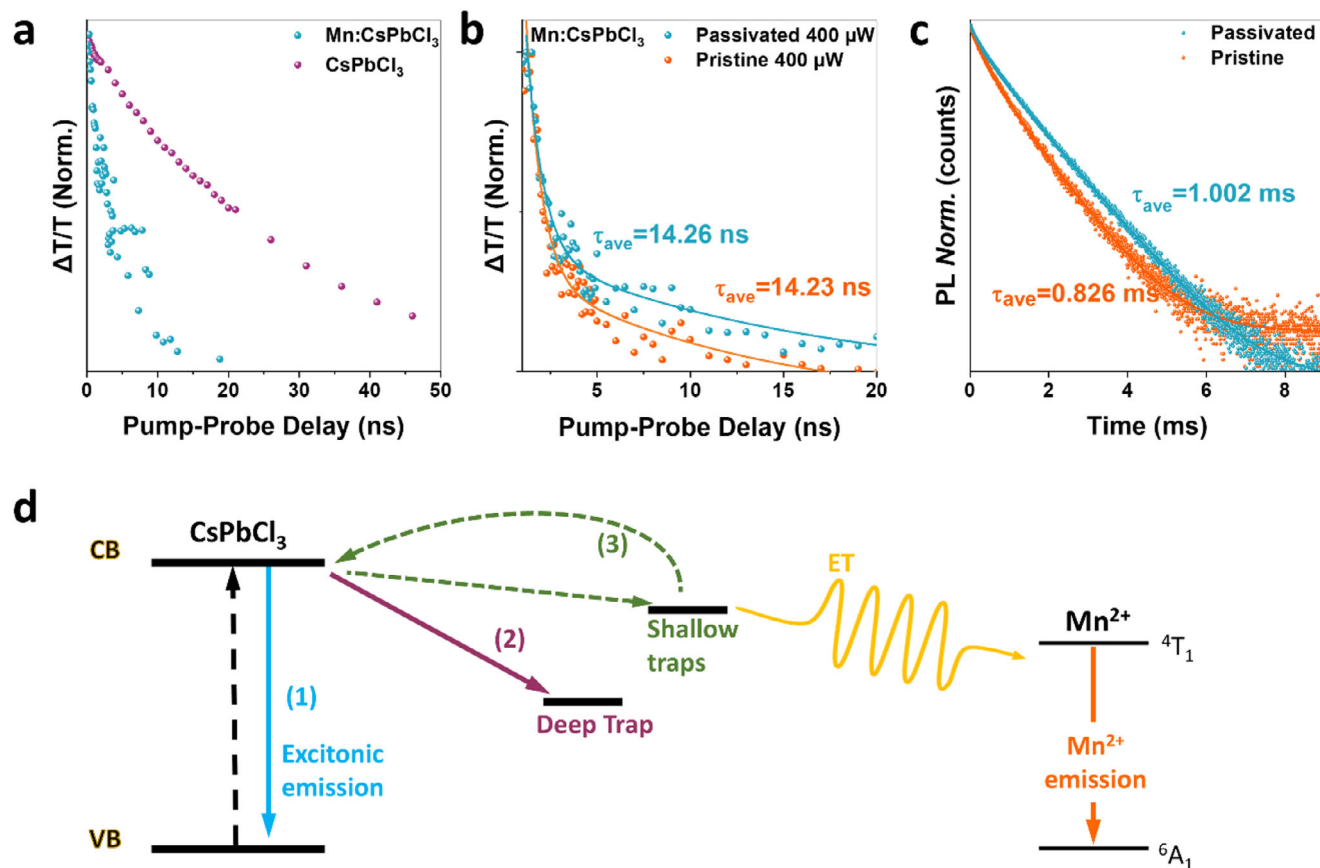 a
Mn:CsPbCl₃
CsPbCl₃
ΔT/T (Norm.)
0 10 20 30 40 50
Pump-Probe Delay (ns)
b
Mn:CsPbCl₃
Passivated 400 µW
Pristine 400 µW
τave=14.26 ns
τave=14.23 ns
ΔT/T (Norm.)
5 10 15 20
Pump-Probe Delay (ns)
c
Passivated
Pristine
τave=1.002 ms
τave=0.826 ms
PL Norm. (counts)
0 2 4 6 8
Time (ms)
d
CsPbCl₃
CB
(1)
Excitonic
emission
VB
(2)
Deep Trap
(3)
Shallow
traps
ET
Mn²⁺
⁴T₁
Mn²⁺
emission
⁶A₁